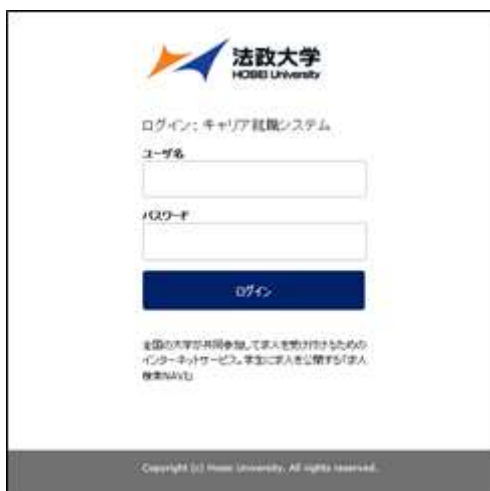 法政大学
HOSEI University
ログイン: キャリア就職システム
ユーザ名
パスワード
ログイン
全国の大学が共同参加して求人を受け付けるための
インターネットサービス。学生に求人を公開する「求人
検索NAVI」
Copyright (c) Hosei University. All rights reserved.